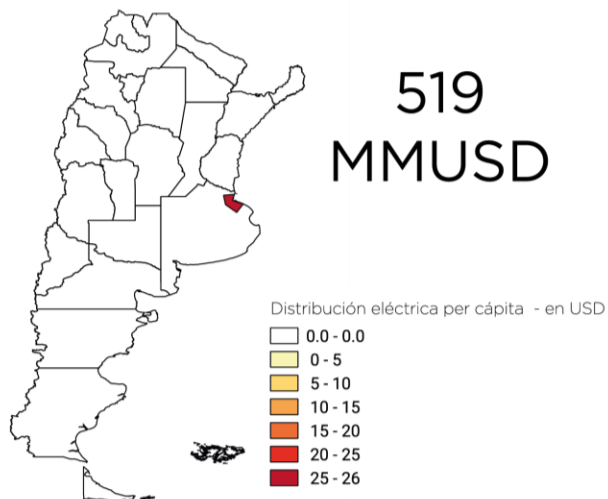 519
MMUSD
Distribución eléctrica per cápita - en USD
0.0 - 0.0
0 - 5
5 - 10
10 - 15
15 - 20
20 - 25
25 - 26